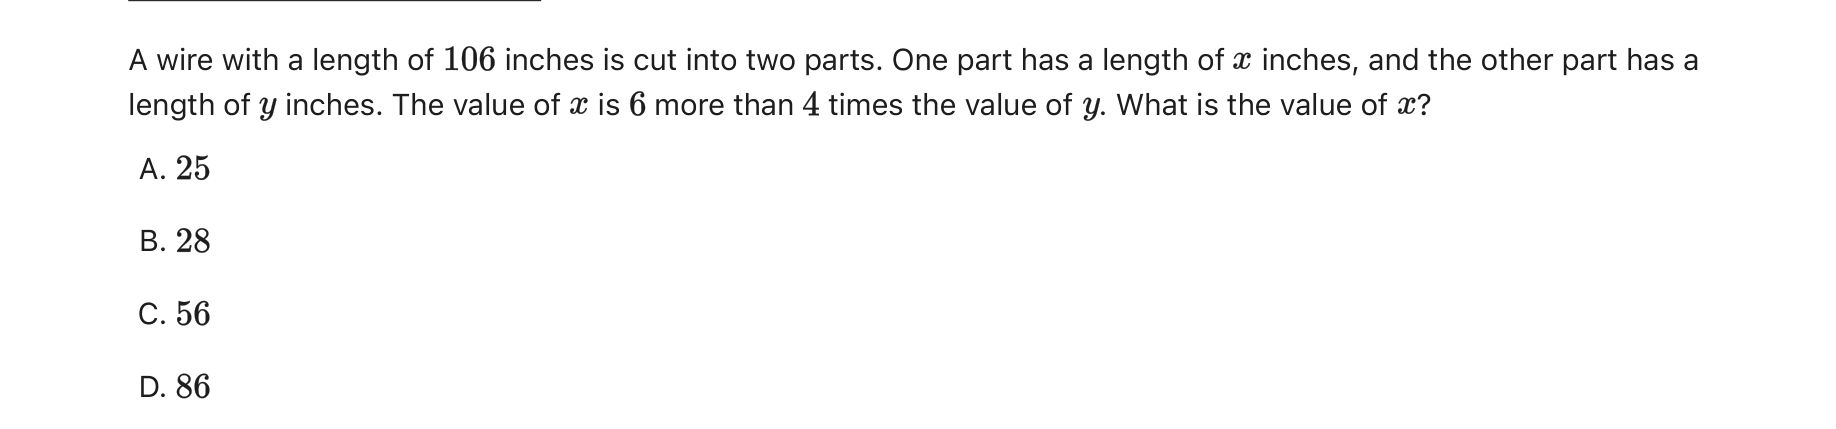 A wire with a length of 106 inches is cut into two parts. One part has a length of x inches, and the other part has a
length of y inches. The value of x is 6 more than 4 times the value of y. What is the value of x?
A. 25
B. 28
C. 56
D. 86